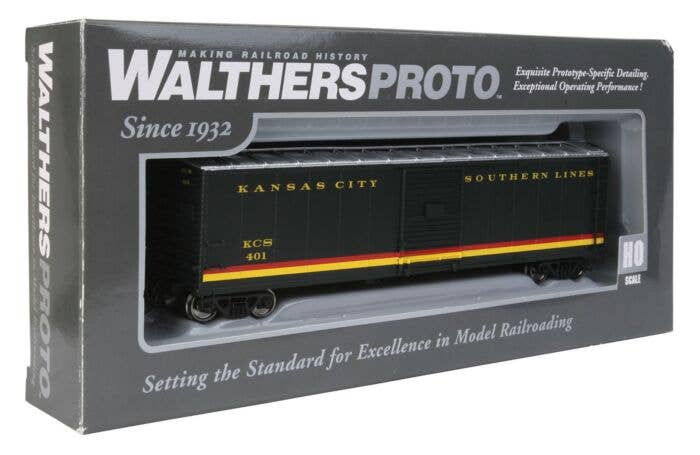 MAKING RAILROAD HISTORY
WALTHERSPROTO™
Since 1932
Exquisite Prototype-Specific Detailing,
Exceptional Operating Performance!
KANSAS CITY SOUTHERN LINES
KCS
401
HO
SCALE
Setting the Standard for Excellence in Model Railroading
WALTHERSPROTO